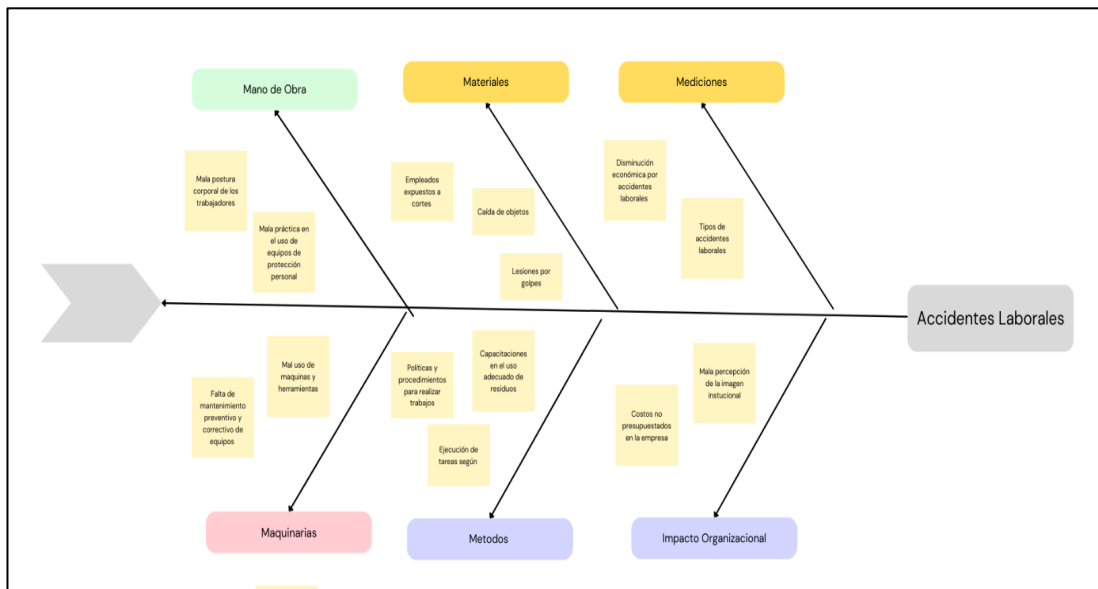 Mano de Obra
Materiales
Mediciones
Mala postura
corporal de los
trabajadores
Mala práctica en
el uso de
equipos de
protección
personal
Empleados
expuestos a
cortes
Caída de objetos
Lesiones por
golpes
Disminución
económica por
accidentes
laborales
Tipos de
accidentes
laborales
Accidentes Laborales
Falta de
mantenimiento
preventivo y
correctivo de
equipos
Mal uso de
maquinas y
herramientas
Políticas y
procedimientos
para realizar
trabajos
Capacitaciones
en el uso
adecuado de
residuos
Ejecución de
tareas según
Costos no
presupuestados
en la empresa
Mala percepción
de la imagen
instucional
Maquinarias
Metodos
Impacto Organizacional